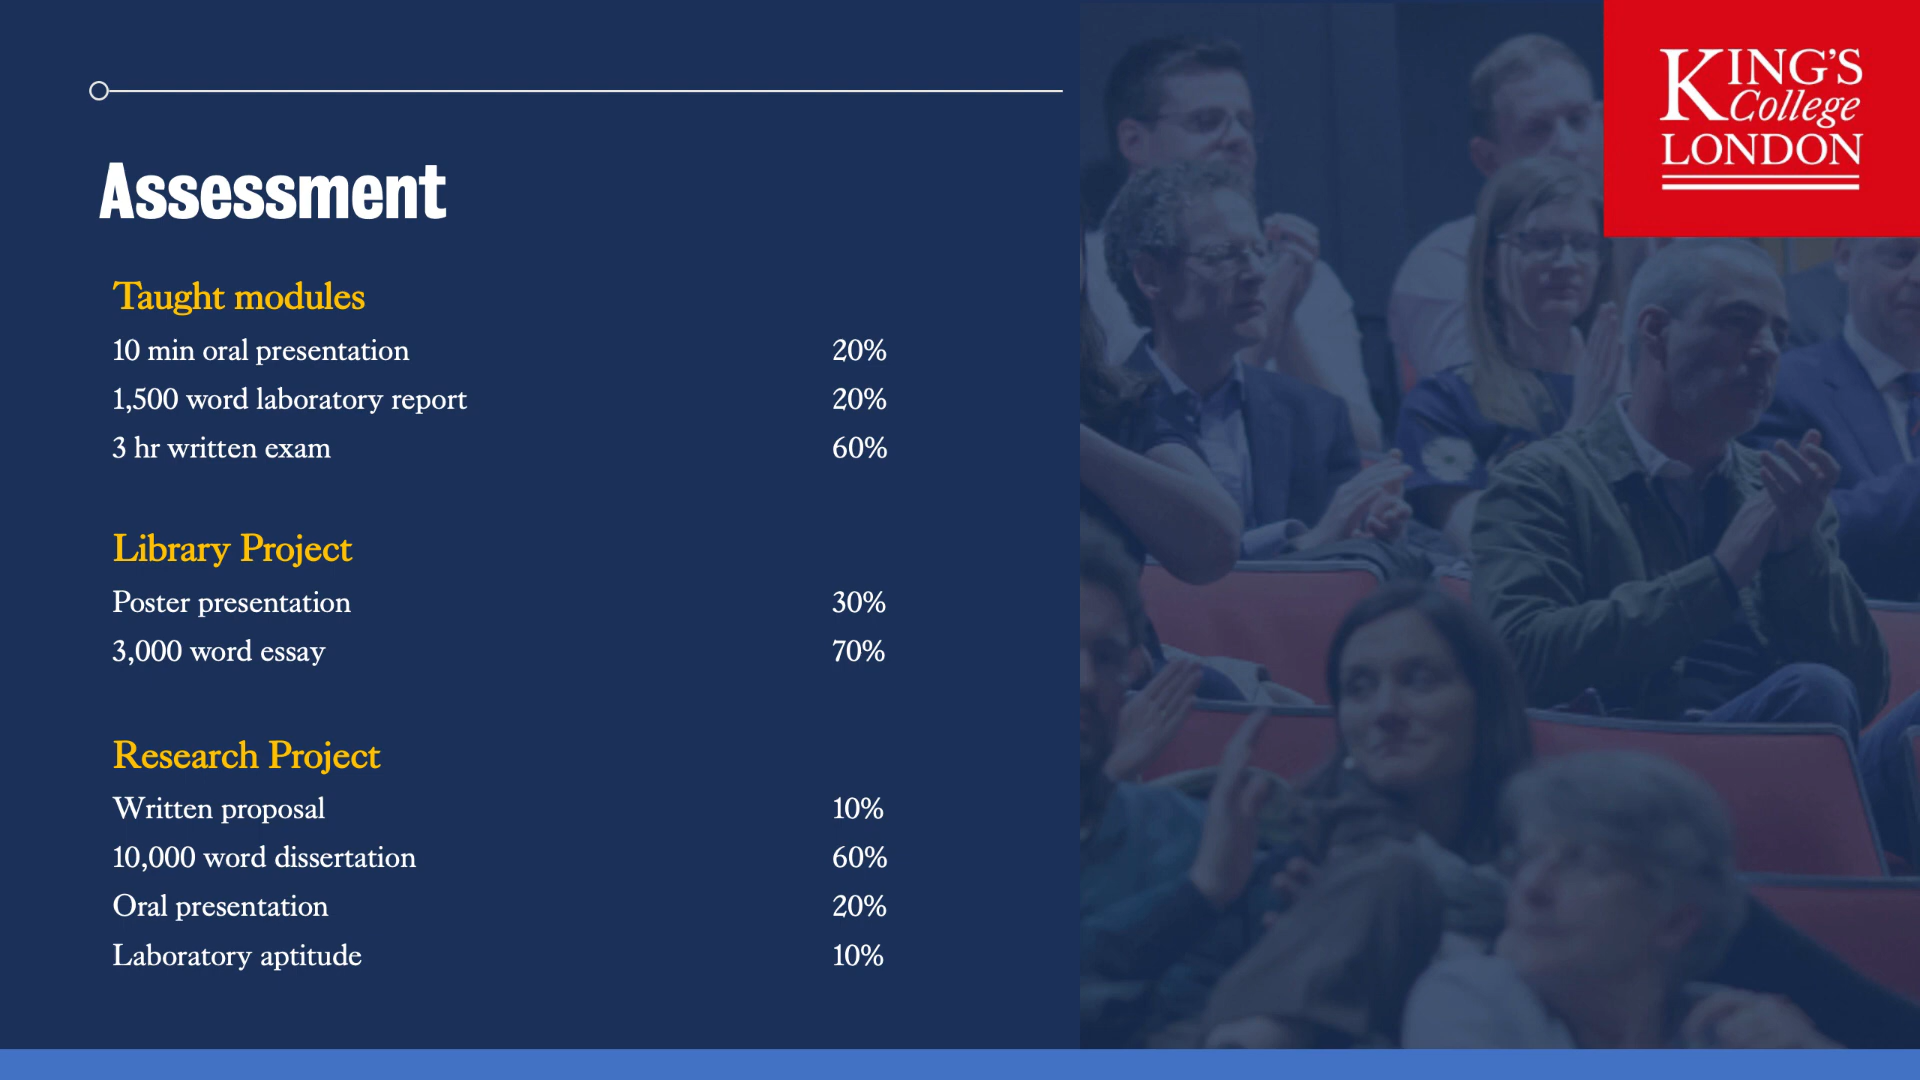 KING'S
College
LONDON
Assessment
Taught modules
10 min oral presentation 20%
1,500 word laboratory report 20%
3 hr written exam 60%
Library Project
Poster presentation 30%
3,000 word essay 70%
Research Project
Written proposal 10%
10,000 word dissertation 60%
Oral presentation 20%
Laboratory aptitude 10%